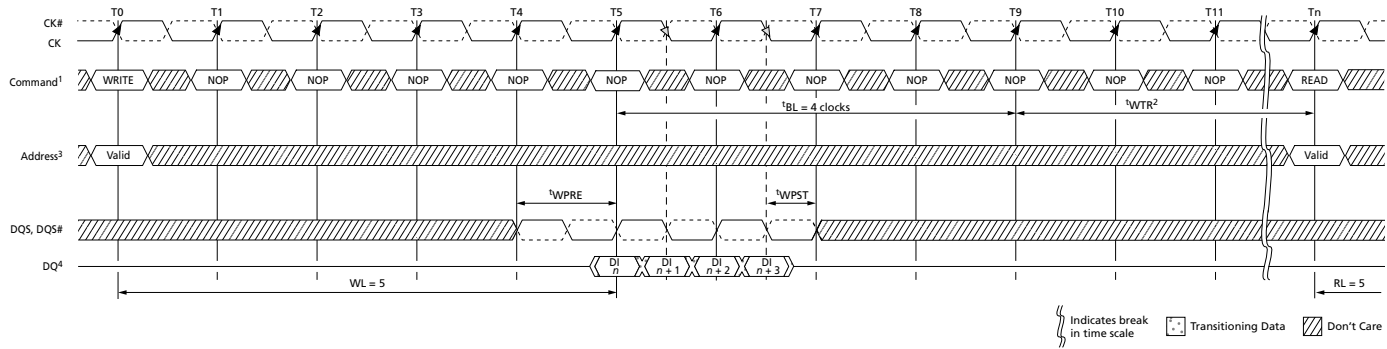 T0 T1 T2 T3 T4 T5 T6 T7 T8 T9 T10 T11 Tn
CK#
CK
Command¹ WRITE NOP NOP NOP NOP NOP NOP NOP NOP NOP NOP NOP READ
ᵗBL = 4 clocks ᵗWTR²
Address³ Valid Valid
ᵗWPRE ᵗWPST
DQS, DQS#
DQ⁴ DI n DI n + 1 DI n + 2 DI n + 3
WL = 5 RL = 5
Indicates break
in time scale Transitioning Data Don't Care